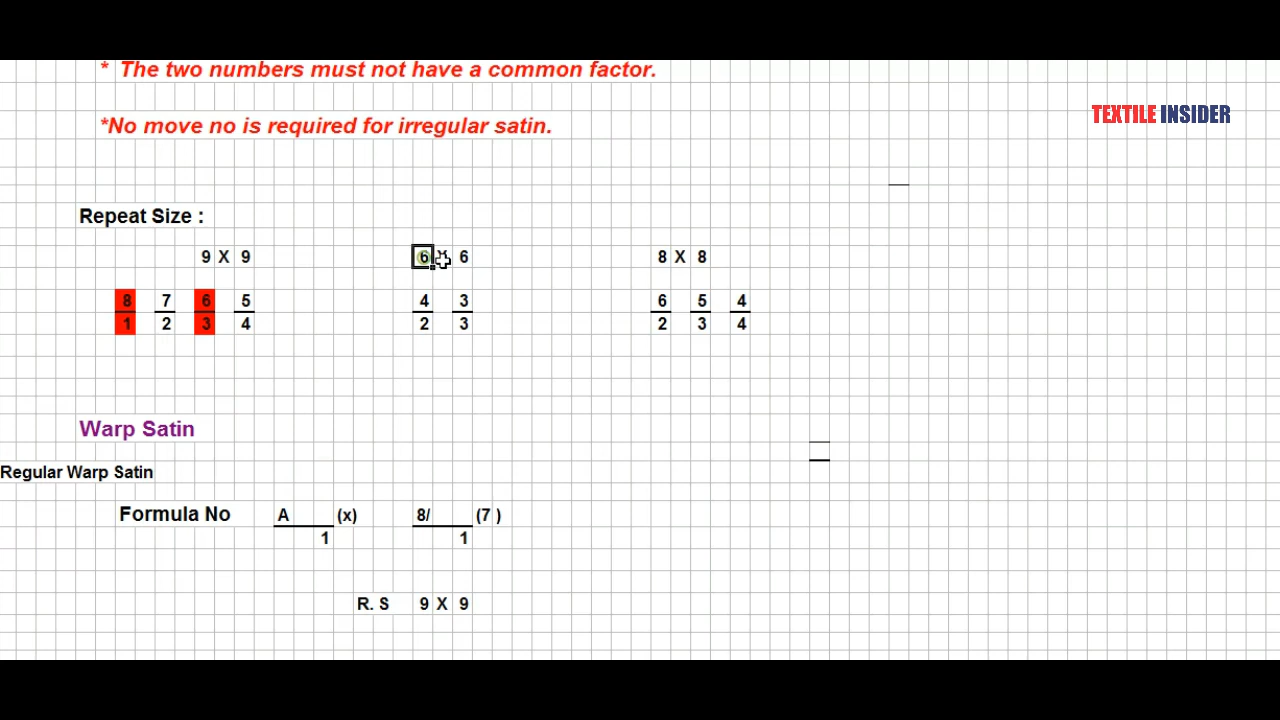 * The two numbers must not have a common factor.
*No move no is required for irregular satin.
TEXTILE INSIDER
Repeat Size :
9 X 9 6 6 8 X 8
8 7 6 5 4 3 6 5 4
1 2 3 4 2 3 2 3 4
Warp Satin
Regular Warp Satin
Formula No A (x) 8/ (7 )
1 1
R. S 9 X 9